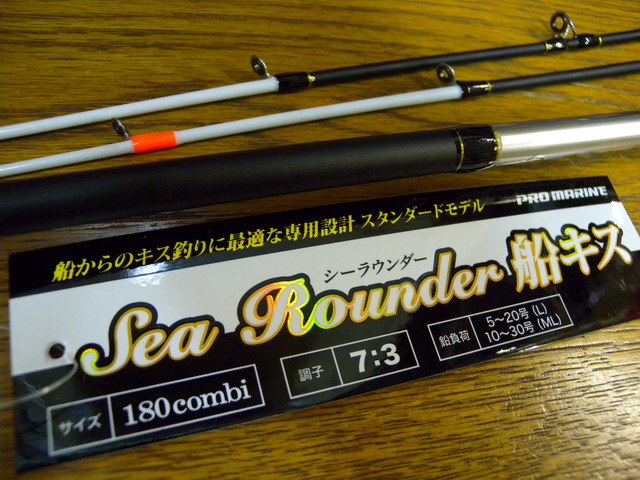 PRO MARINE
船からのキス釣りに最適な専用設計 スタンダードモデル
シーラウンダー
Sea Rounder 船キス
サイズ 180combi
調子 7:3
鉛負荷 5〜20号(L)
10〜30号(ML)